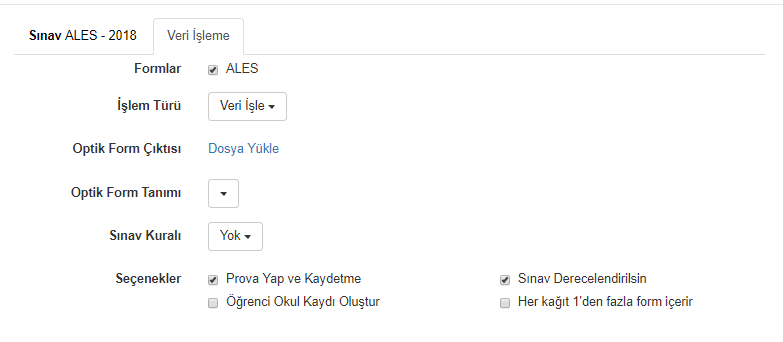 Sınav ALES - 2018 Veri İşleme
Formlar ALES
İşlem Türü Veri İşle
Optik Form Çıktısı Dosya Yükle
Optik Form Tanımı
Sınav Kuralı Yok
Seçenekler Prova Yap ve Kaydetme Sınav Derecelendirilsin
Öğrenci Okul Kaydı Oluştur Her kağıt 1'den fazla form içerir